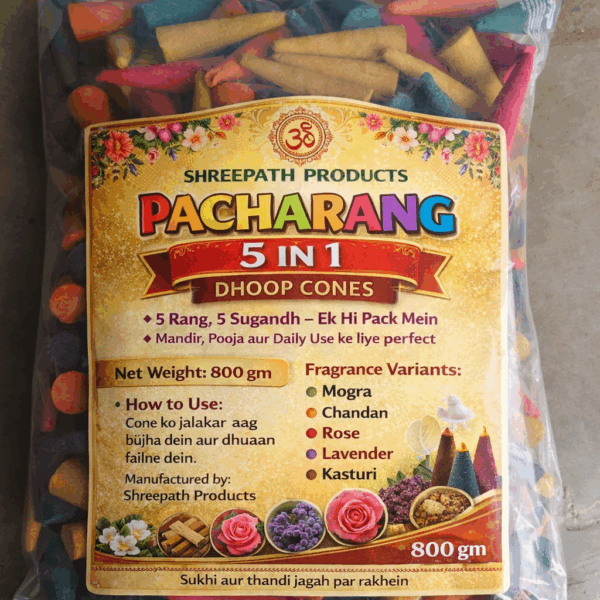 ॐ
SHREEPATH PRODUCTS
PACHARANG
5 IN 1
DHOOP CONES
◆ 5 Rang, 5 Sugandh – Ek Hi Pack Mein
◆ Mandir, Pooja aur Daily Use ke liye perfect
Net Weight: 800 gm
• How to Use:
Cone ko jalakar aag
büjha dein aur dhuaan
failne dein.
Manufactured by:
Shreepath Products
Fragrance Variants:
Mogra
Chandan
Rose
Lavender
Kasturi
800 gm
Sukhi aur thandi jagah par rakhein